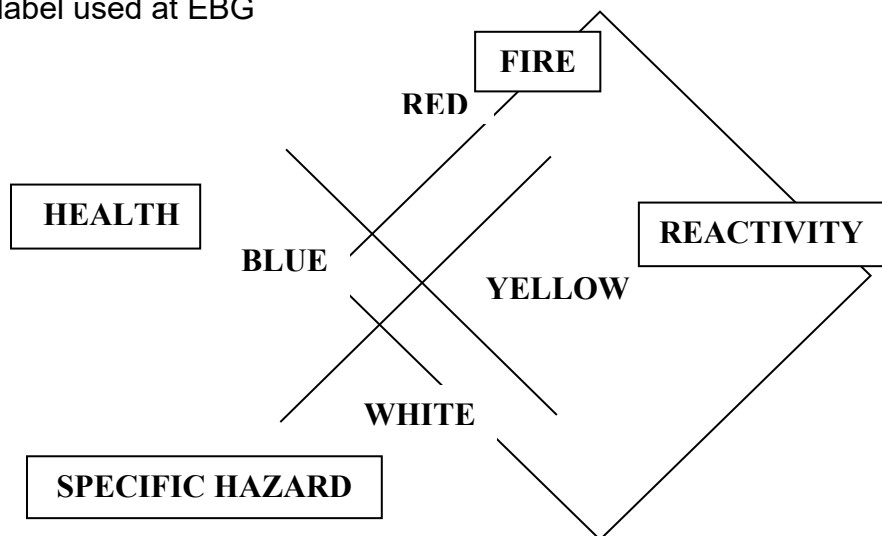 label used at EBG
FIRE
RED
HEALTH
REACTIVITY
BLUE
YELLOW
WHITE
SPECIFIC HAZARD